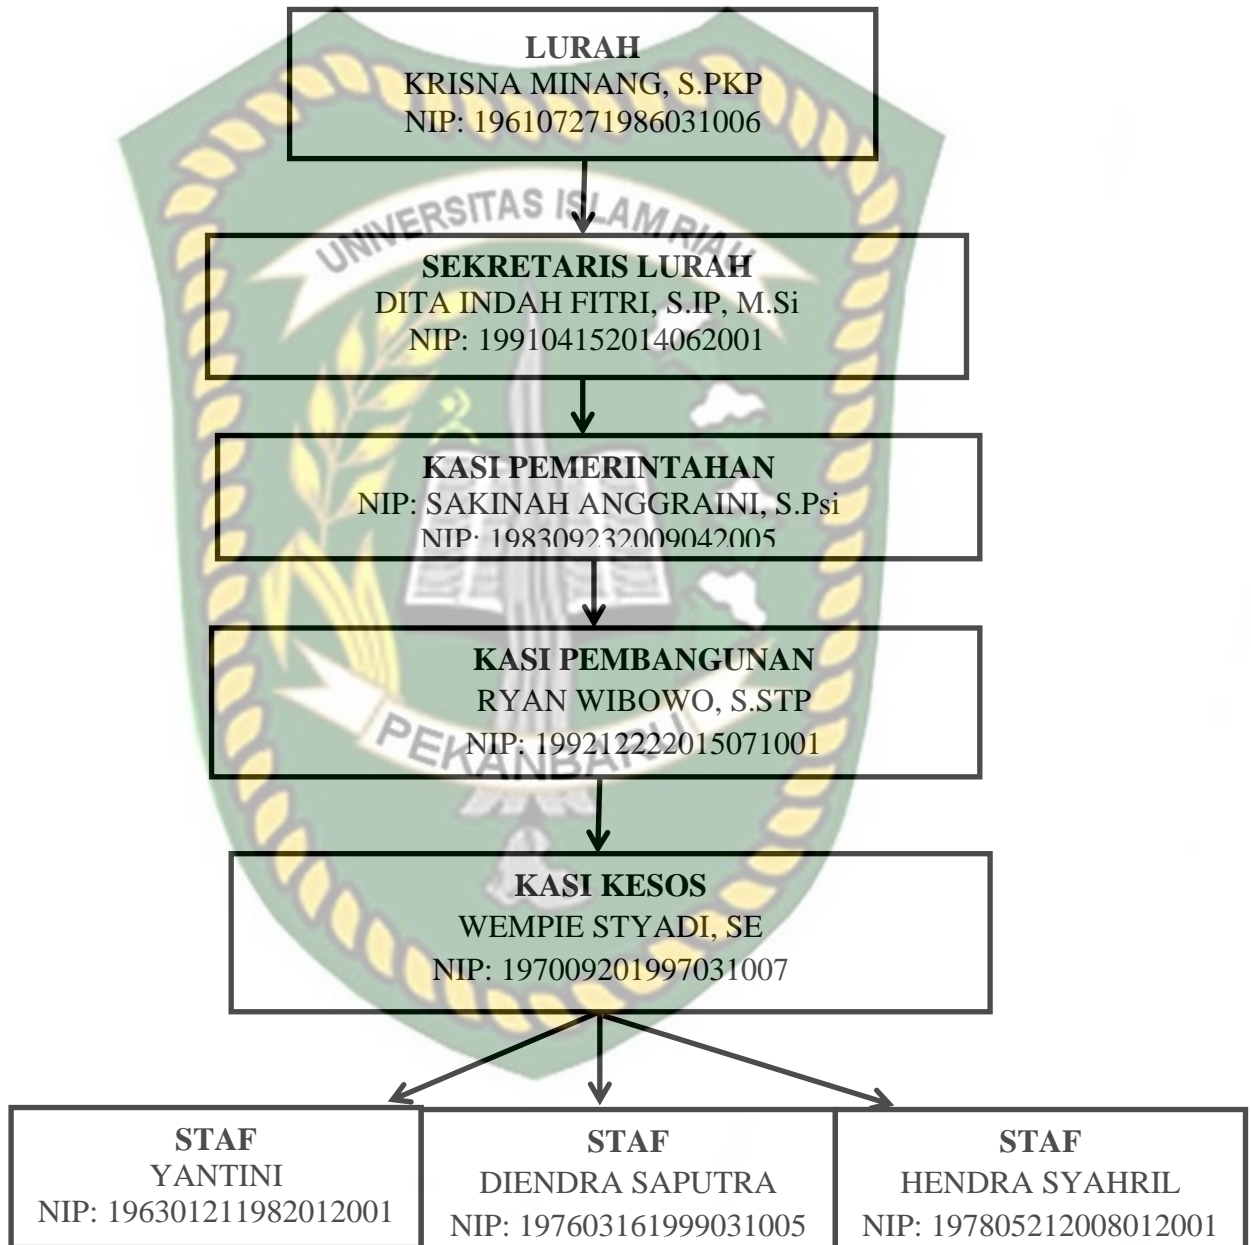 LURAH
KRISNA MINANG, S.PKP
NIP: 196107271986031006
UNIVERSITAS ISLAM RIAU
SEKRETARIS LURAH
DITA INDAH FITRI, S.IP, M.Si
NIP: 199104152014062001
KASI PEMERINTAHAN
NIP: SAKINAH ANGGRAINI, S.Psi
NIP: 198309232009042005
KASI PEMBANGUNAN
RYAN WIBOWO, S.STP
NIP: 199212222015071001
PEKANBARU
KASI KESOS
WEMPIE STYADI, SE
NIP: 197009201997031007
STAF
YANTINI
NIP: 196301211982012001
STAF
DIENDRA SAPUTRA
NIP: 197603161999031005
STAF
HENDRA SYAHRIL
NIP: 197805212008012001